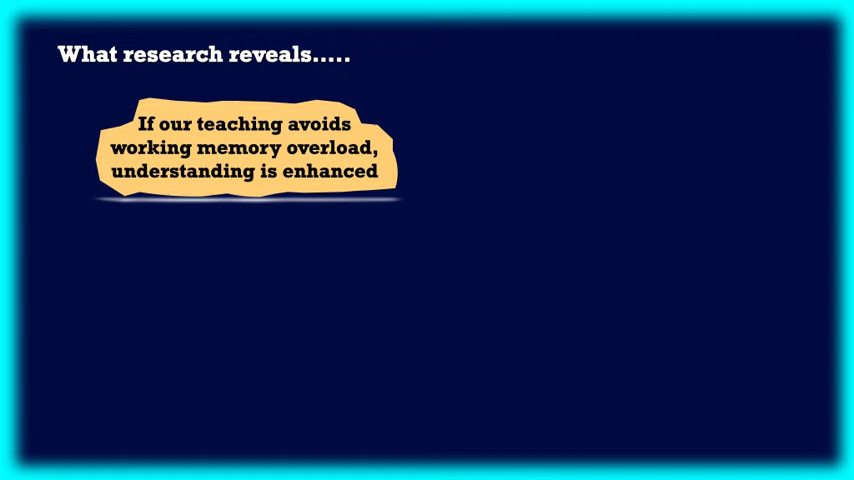 What research reveals.....
If our teaching avoids
working memory overload,
understanding is enhanced